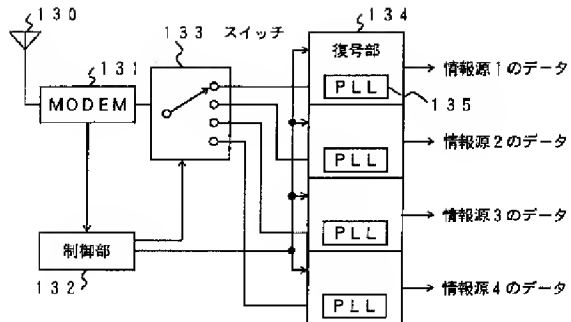 130
133 スイッチ
134
131
復号部
MODEM
PLL
135
情報源1のデータ
PLL
情報源2のデータ
制御部
132
PLL
情報源3のデータ
PLL
情報源4のデータ